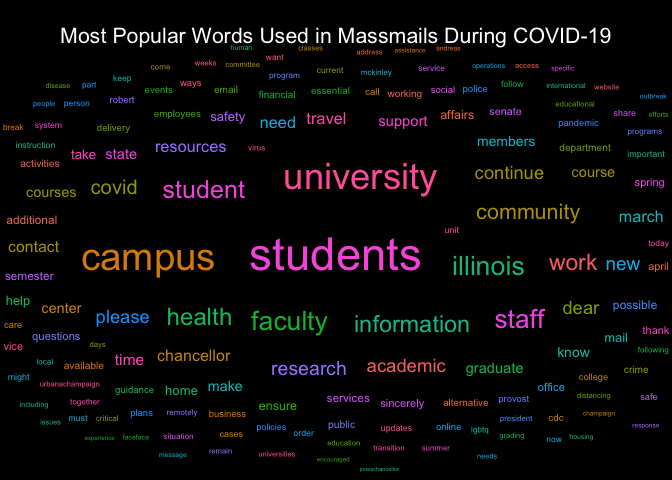 Most Popular Words Used in Massmails During COVID-19
human classes address assistance andreas
come weeks committee want mckinley service operations access specific
disease part keep ways program current
people person robert events email financial essential call working social police follow international website outbreak
break system delivery employees safety need travel support affairs senate pandemic educational share efforts
instruction take state resources virus members department programs important
activities
courses covid student university continue course spring
additional community march
contact campus students unit illinois work new today april
semester
help center please health faculty information staff dear possible
care
vice questions days time chancellor research academic graduate know mail thank following
might local available
urbanachampaign guidance home make office college crime
including together must critical plans remotely business ensure services sincerely alternative provost distancing safe
issues experience faceface situation cases policies order public updates online lgbtq president grading cdc now champaign housing response
message remain universities education encouraged transition summer needs
joneschancellor